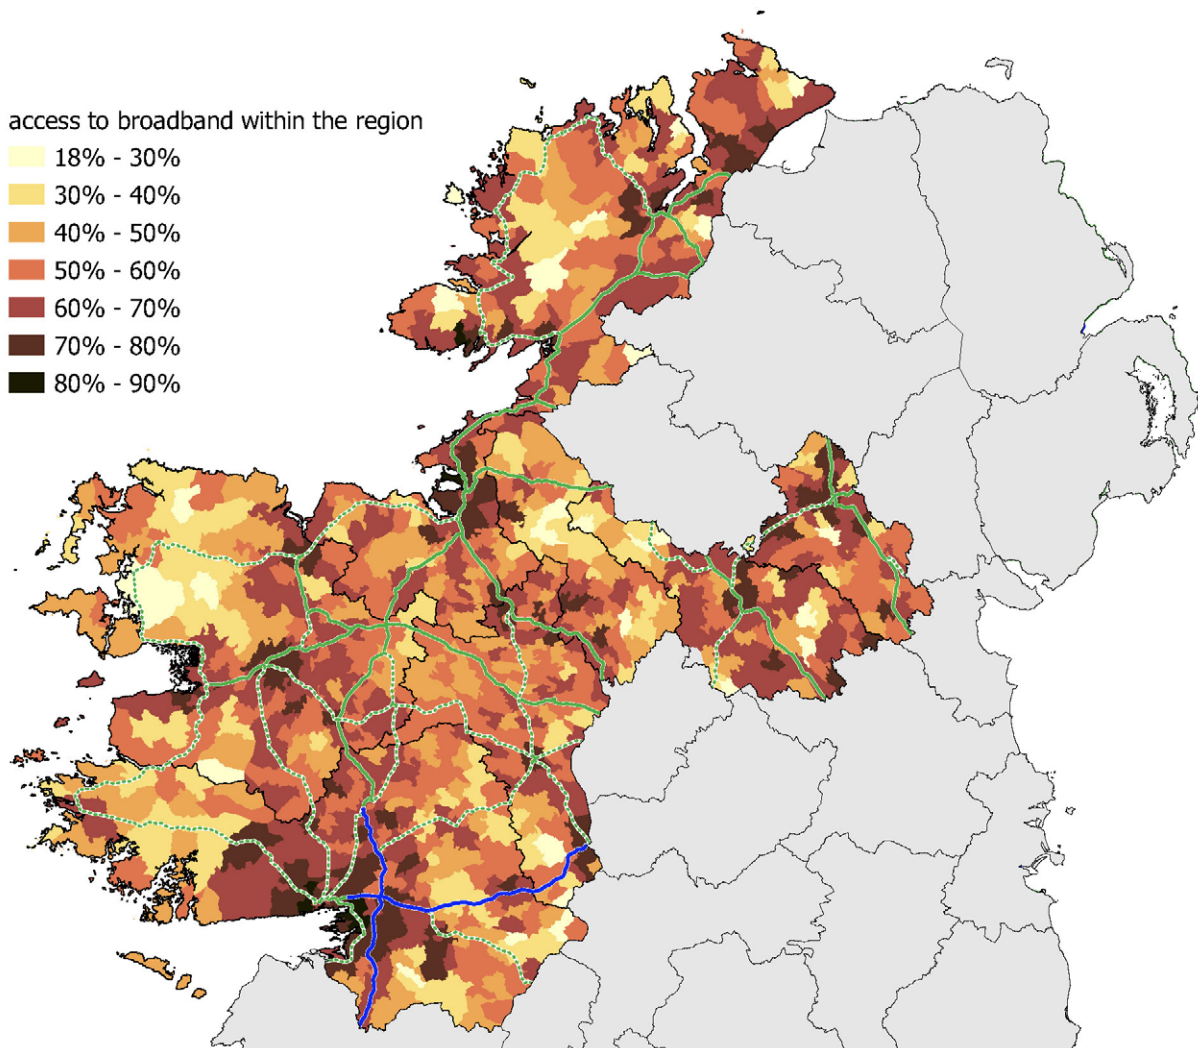 access to broadband within the region
18% - 30%
30% - 40%
40% - 50%
50% - 60%
60% - 70%
70% - 80%
80% - 90%